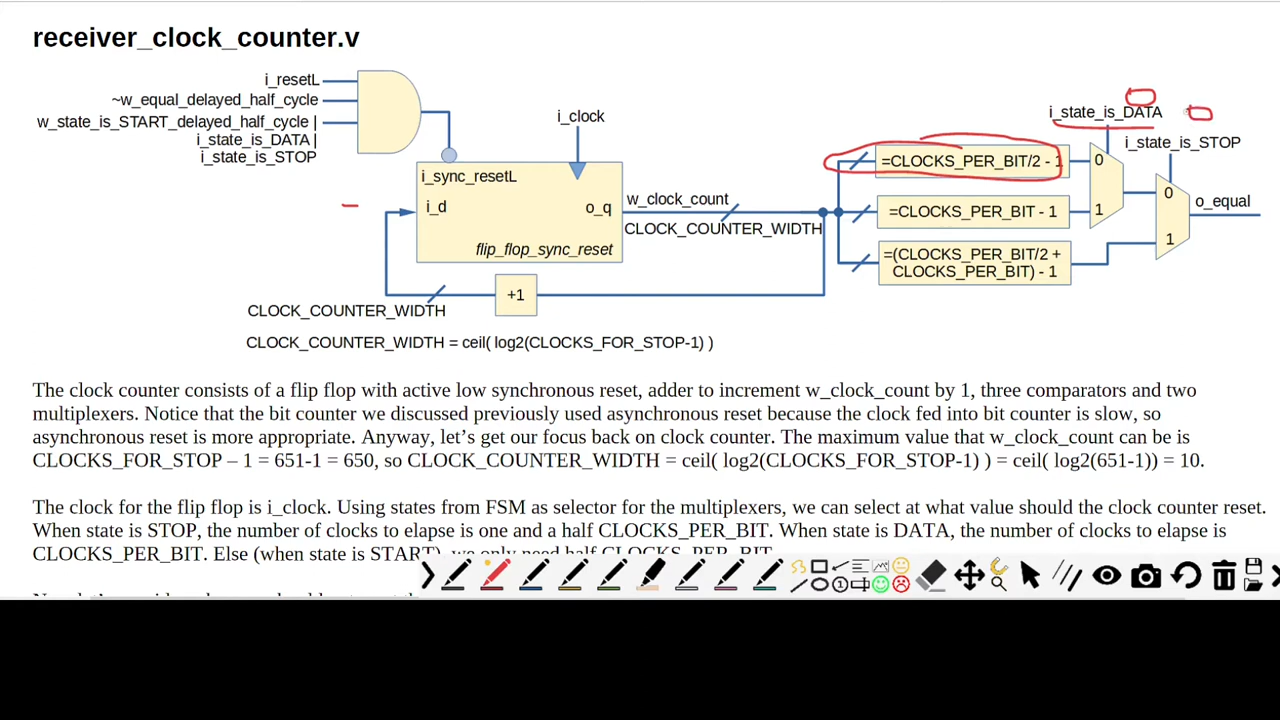 receiver_clock_counter.v
i_resetL
~w_equal_delayed_half_cycle
w_state_is_START_delayed_half_cycle |
i_state_is_DATA |
i_state_is_STOP
i_clock
i_sync_resetL
i_d
o_q
flip_flop_sync_reset
w_clock_count
CLOCK_COUNTER_WIDTH
+1
CLOCK_COUNTER_WIDTH
CLOCK_COUNTER_WIDTH = ceil( log2(CLOCKS_FOR_STOP-1) )
i_state_is_DATA
i_state_is_STOP
=CLOCKS_PER_BIT/2 - 1
=CLOCKS_PER_BIT - 1
=(CLOCKS_PER_BIT/2 +
CLOCKS_PER_BIT) - 1
0
1
0
1
o_equal
The clock counter consists of a flip flop with active low synchronous reset, adder to increment w_clock_count by 1, three comparators and two
multiplexers. Notice that the bit counter we discussed previously used asynchronous reset because the clock fed into bit counter is slow, so
asynchronous reset is more appropriate. Anyway, let’s get our focus back on clock counter. The maximum value that w_clock_count can be is
CLOCKS_FOR_STOP – 1 = 651-1 = 650, so CLOCK_COUNTER_WIDTH = ceil( log2(CLOCKS_FOR_STOP-1) ) = ceil( log2(651-1)) = 10.
The clock for the flip flop is i_clock. Using states from FSM as selector for the multiplexers, we can select at what value should the clock counter reset.
When state is STOP, the number of clocks to elapse is one and a half CLOCKS_PER_BIT. When state is DATA, the number of clocks to elapse is
CLOCKS_PER_BIT. Else (when state is START), we only need half CLOCKS_PER_BIT.